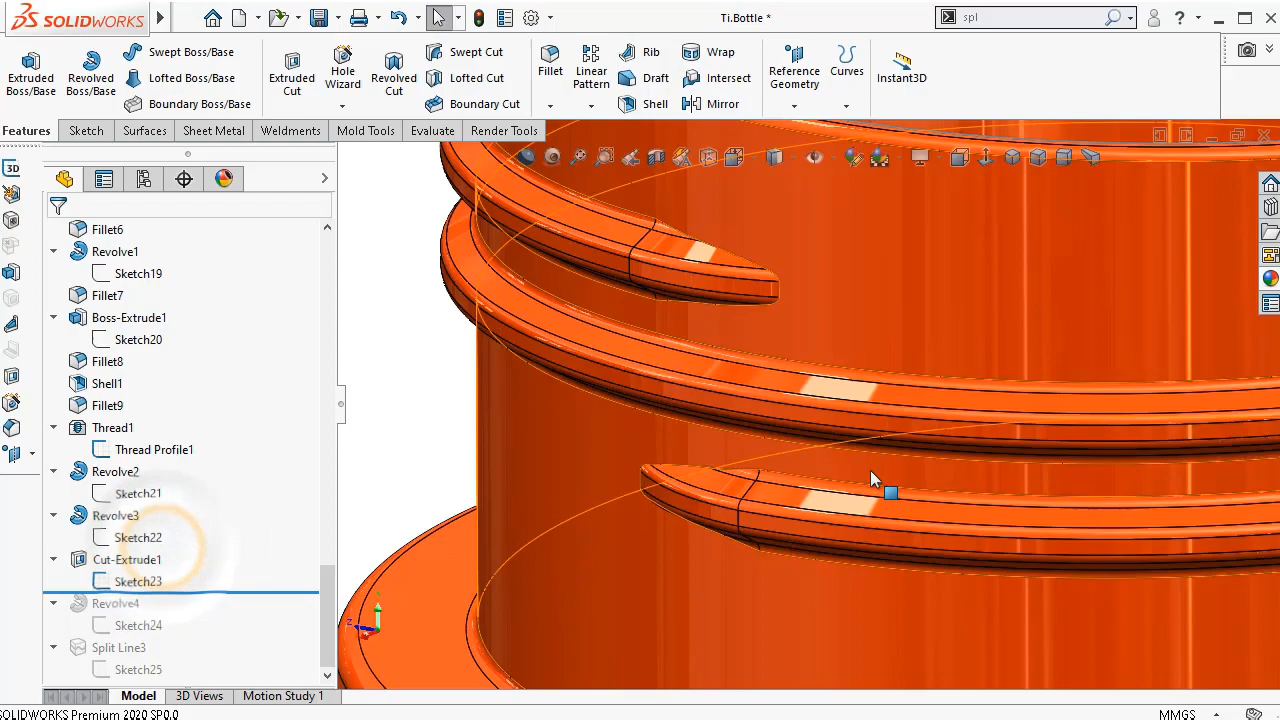 SOLIDWORKS
Ti.Bottle *
spl
Extruded Boss/Base
Revolved Boss/Base
Swept Boss/Base
Lofted Boss/Base
Boundary Boss/Base
Extruded Cut
Hole Wizard
Revolved Cut
Swept Cut
Lofted Cut
Boundary Cut
Fillet
Linear Pattern
Rib
Draft
Shell
Wrap
Intersect
Mirror
Reference Geometry
Curves
Instant3D
Features
Sketch
Surfaces
Sheet Metal
Weldments
Mold Tools
Evaluate
Render Tools
Fillet6
Revolve1
Sketch19
Fillet7
Boss-Extrude1
Sketch20
Fillet8
Shell1
Fillet9
Thread1
Thread Profile1
Revolve2
Sketch21
Revolve3
Sketch22
Cut-Extrude1
Sketch23
Revolve4
Sketch24
Split Line3
Sketch25
Model
3D Views
Motion Study 1
SOLIDWORKS Premium 2020 SP0.0
MMGS